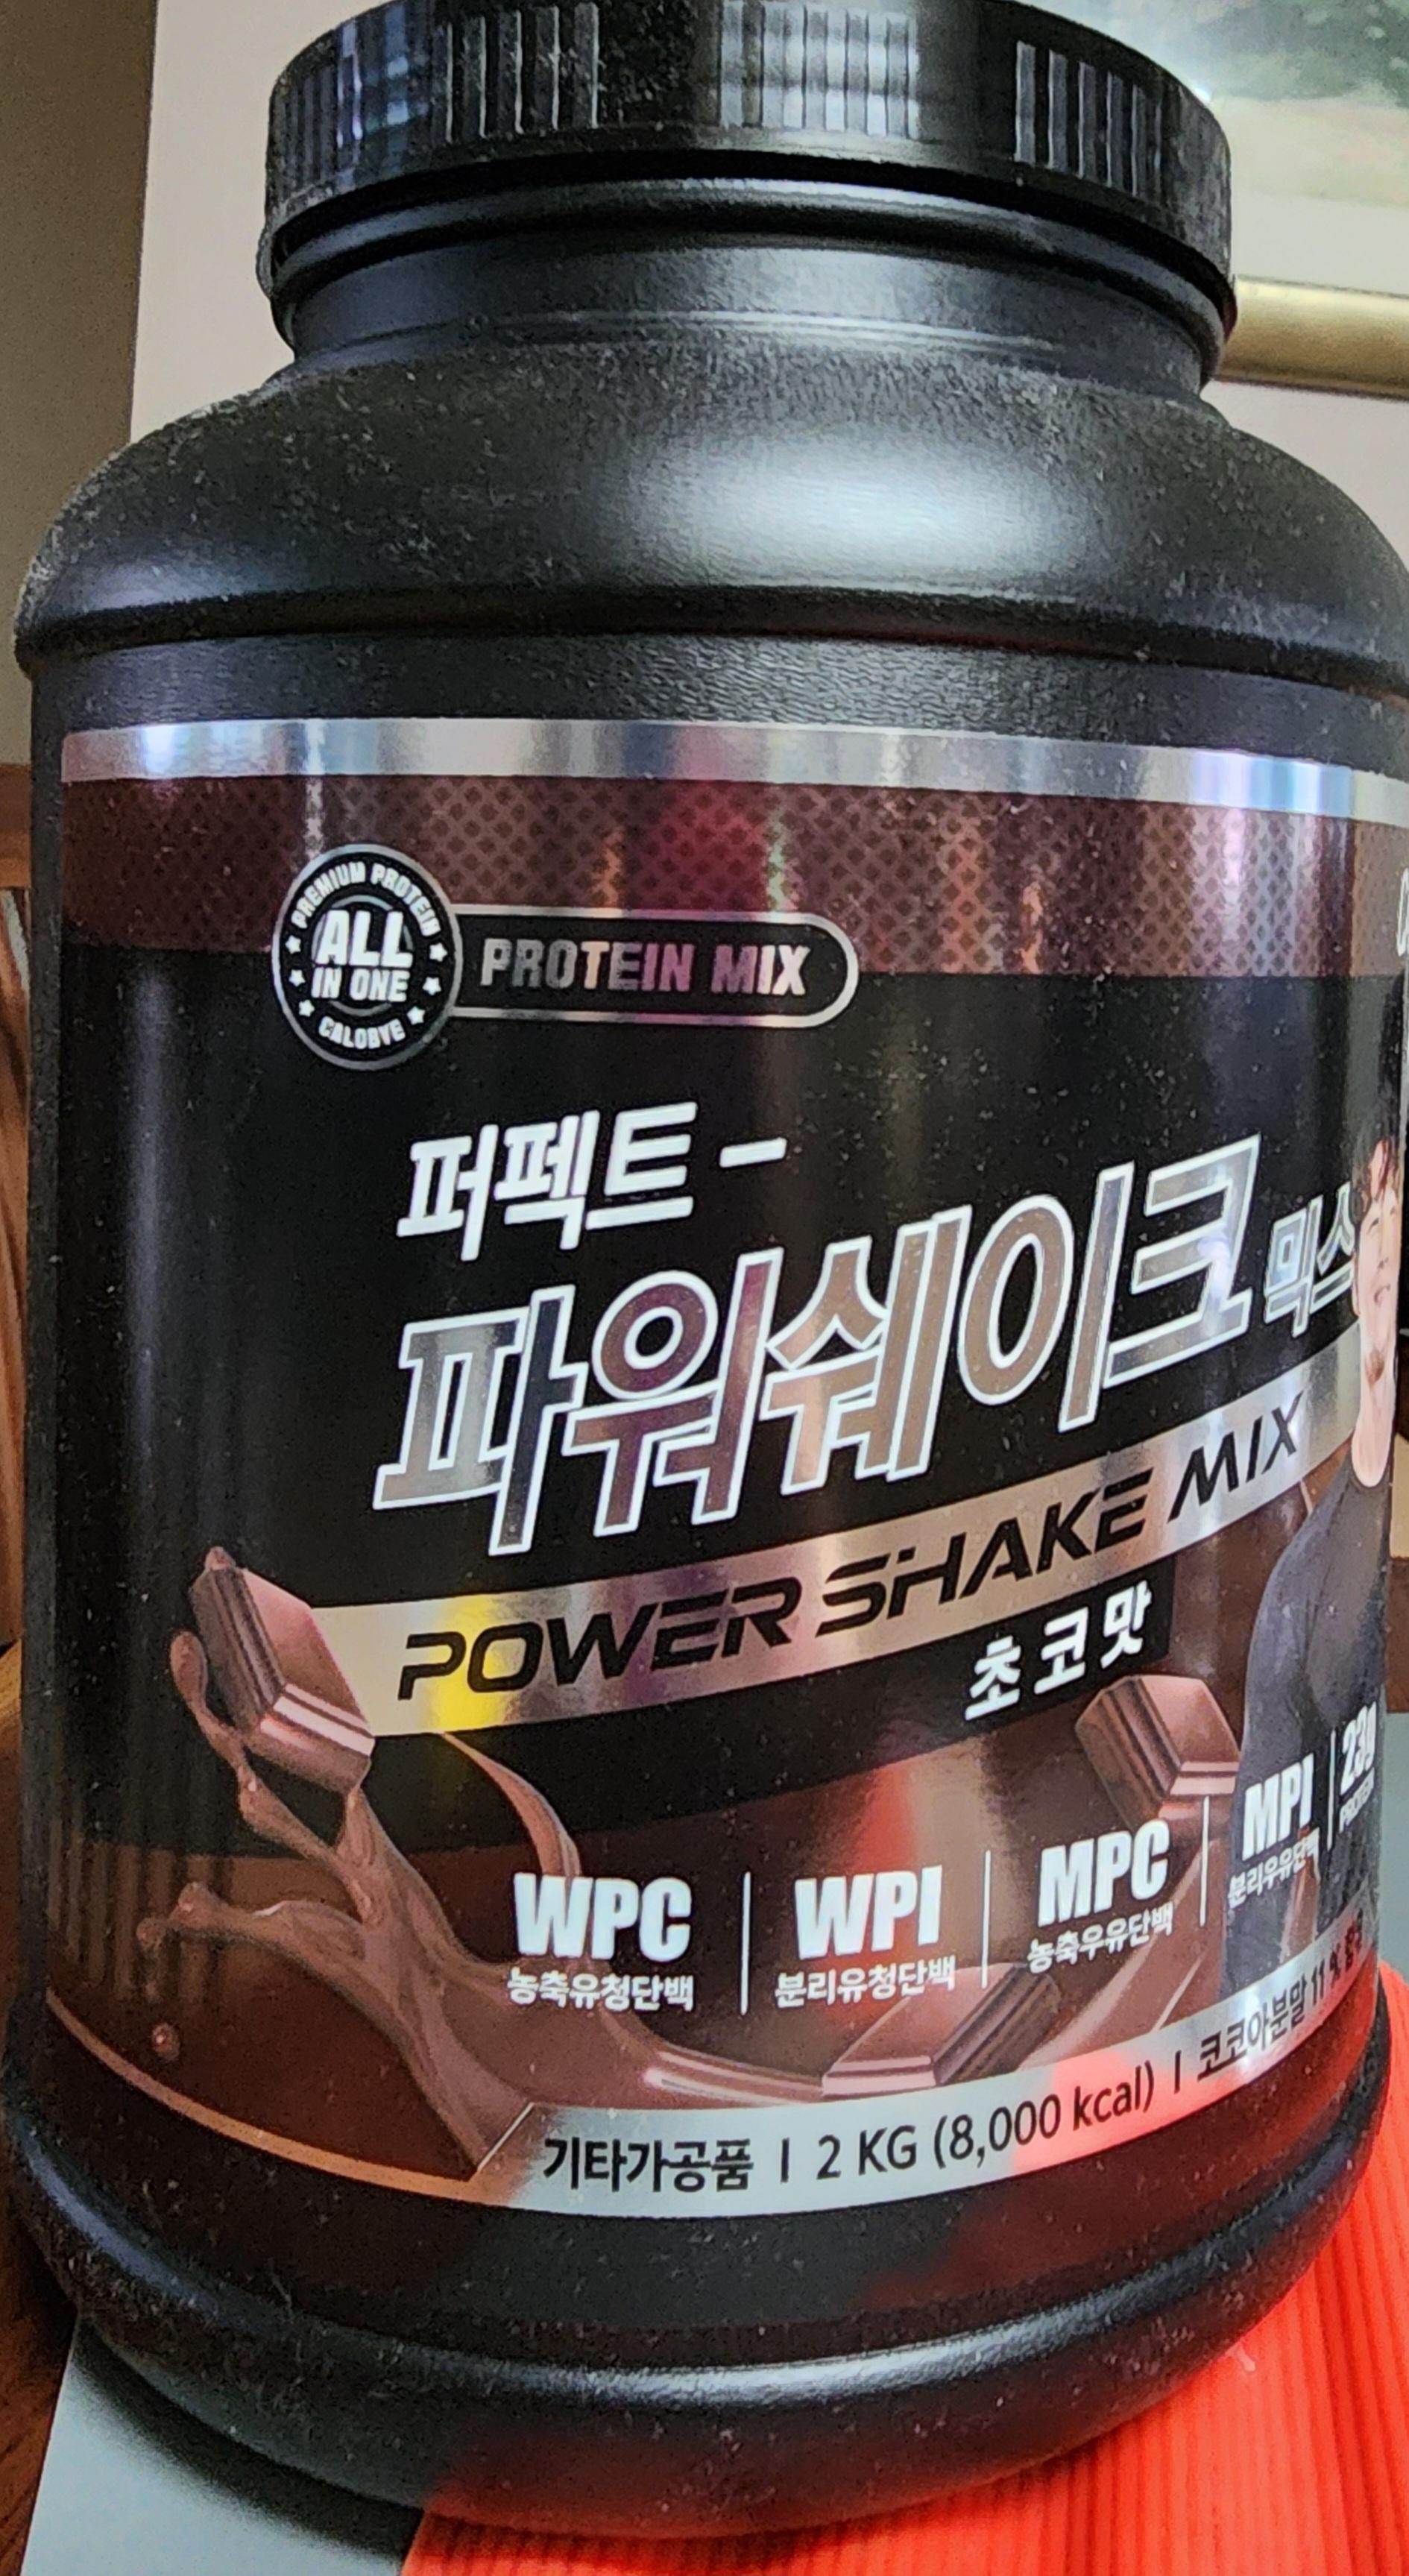 PREMIUM PROTEIN
ALL
IN ONE
CALOBYE
PROTEIN MIX
퍼펙트 -
파워쉐이크 믹스
POWER SHAKE MIX
초코맛
WPC
농축유청단백
WPI
분리유청단백
MPC
농축우유단백
MPI
분리우유단백
23g
PROTEIN
기타가공품 | 2 KG (8,000 kcal) | 코코아분말 11 %